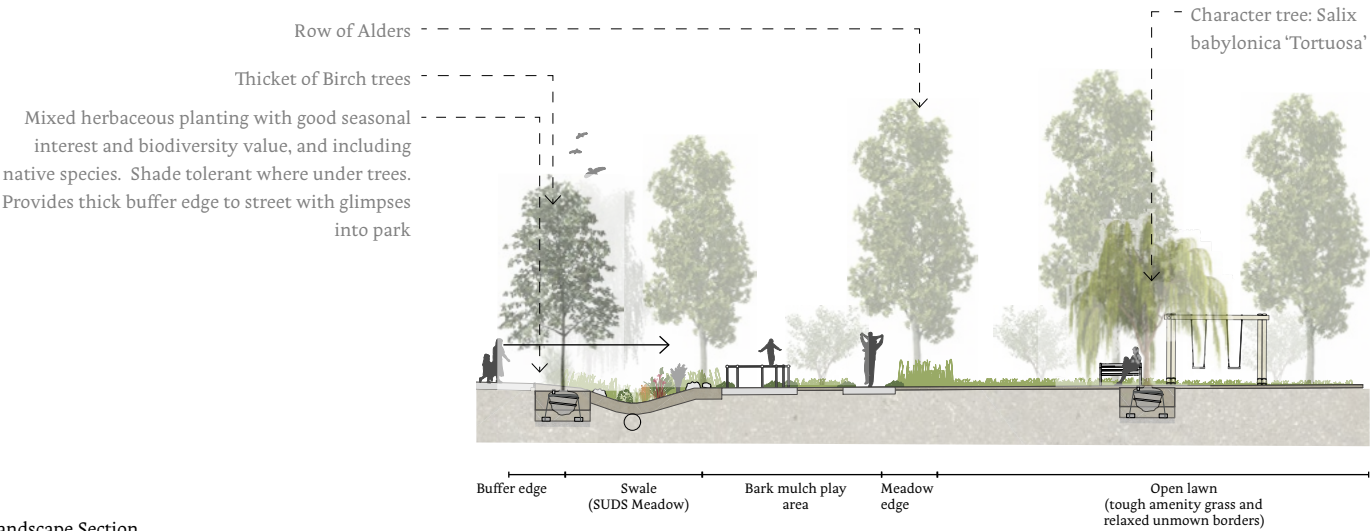 Row of Alders
Character tree: Salix
babylonica ‘Tortuosa’
Thicket of Birch trees
Mixed herbaceous planting with good seasonal
interest and biodiversity value, and including
native species.  Shade tolerant where under trees.
Provides thick buffer edge to street with glimpses
into park
Buffer edge
Swale
(SUDS Meadow)
Bark mulch play
area
Meadow
edge
Open lawn
(tough amenity grass and
relaxed unmown borders)
Section